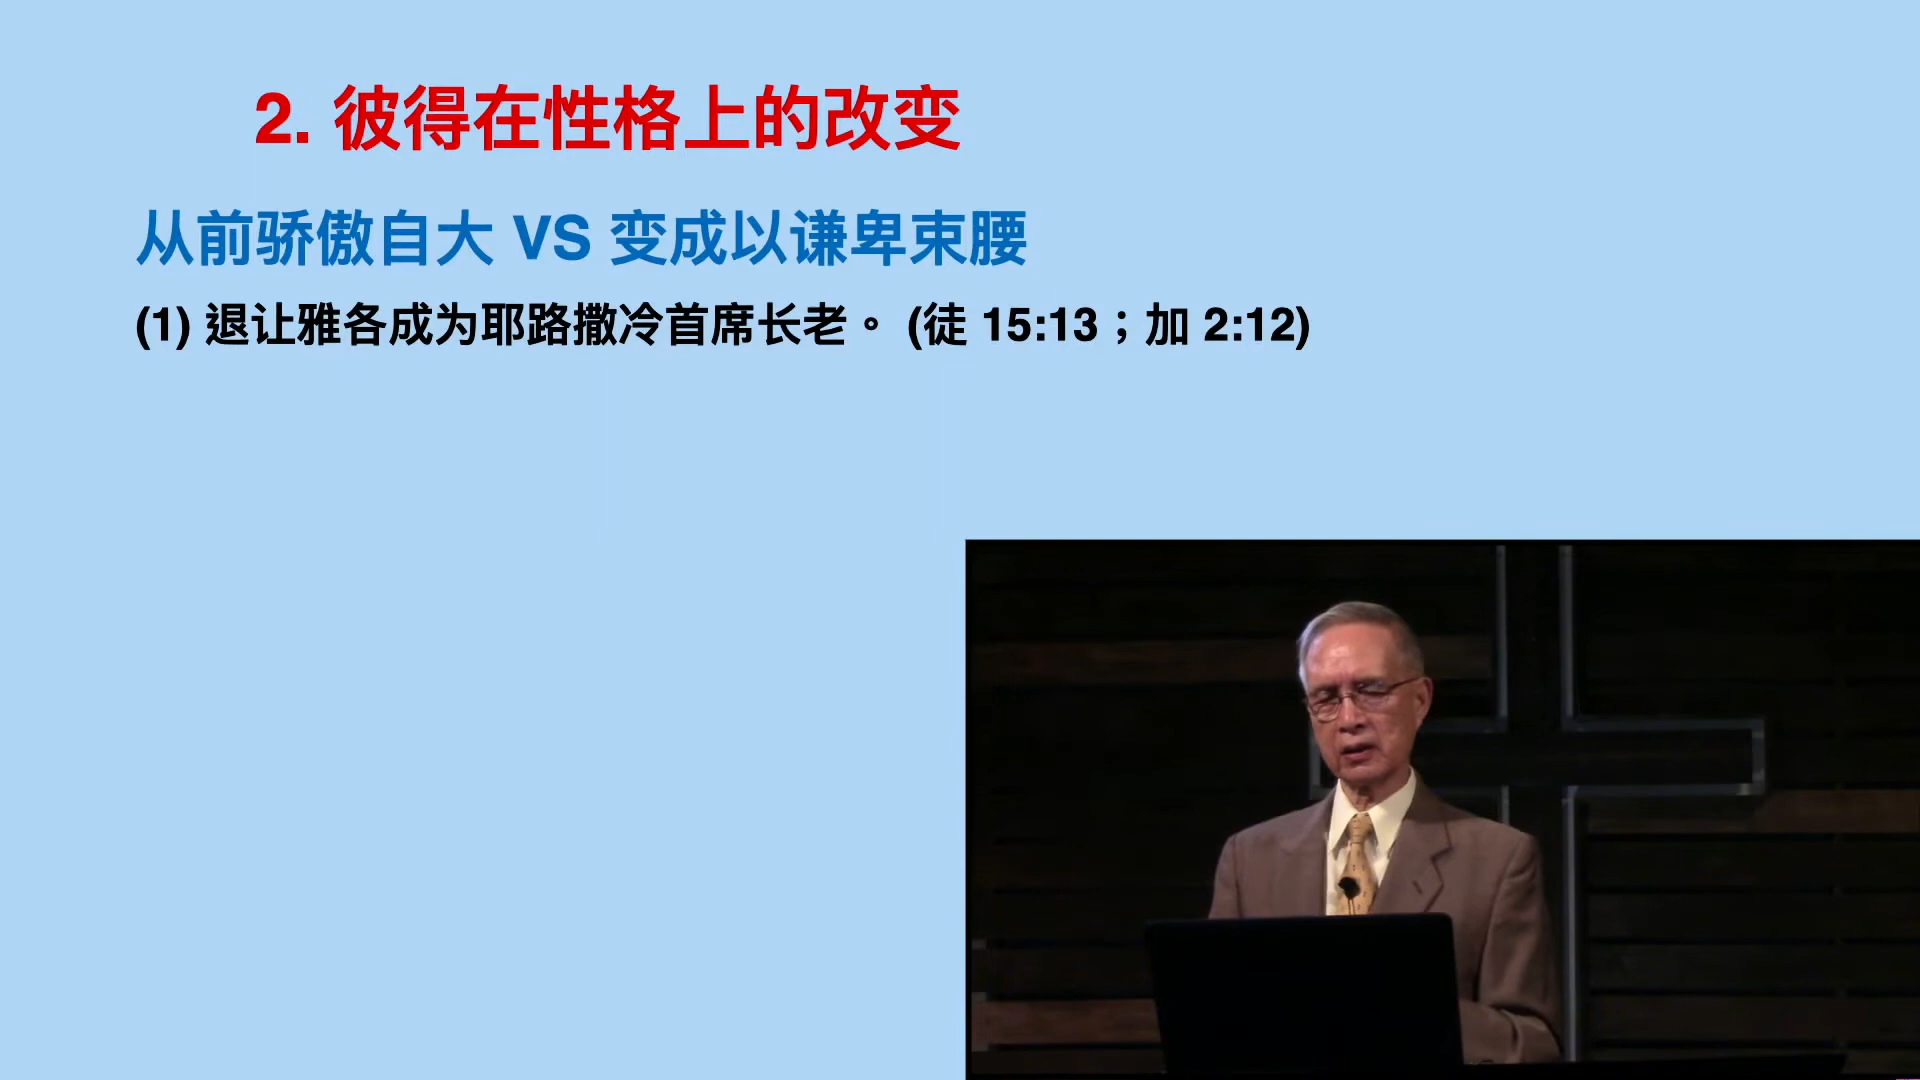 2. 彼得在性格上的改变
从前骄傲自大 VS 变成以谦卑束腰
(1) 退让雅各成为耶路撒冷首席长老。 (徒 15:13；加 2:12)